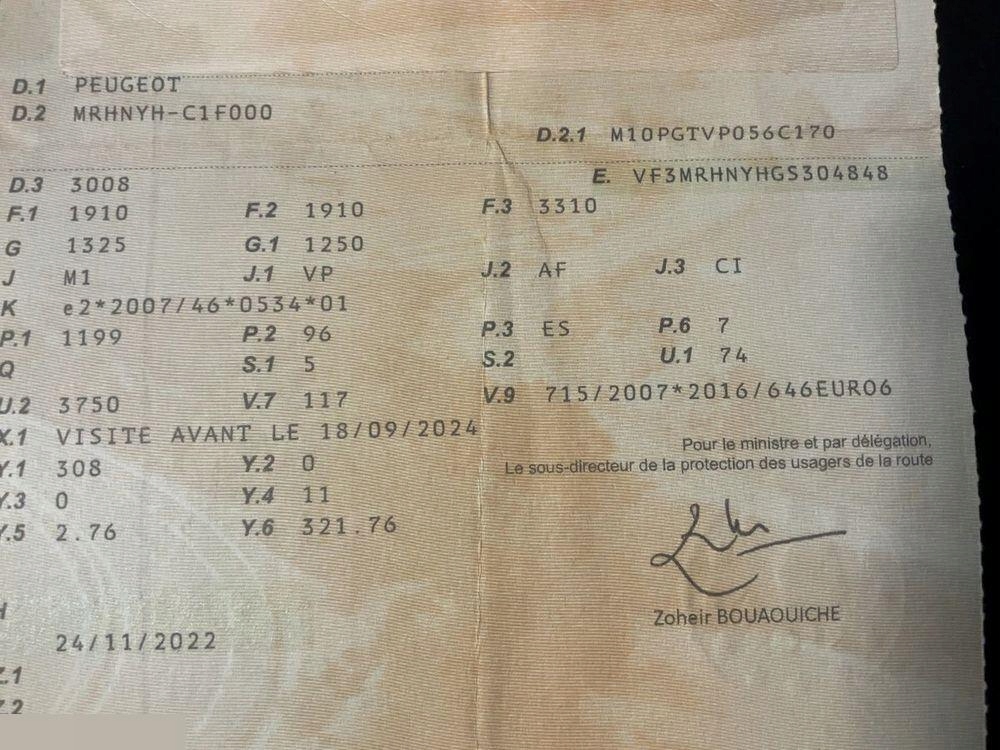 D.1 PEUGEOT
D.2 MRHNYH-C1F000
D.2.1 M10PGTVP056C170
D.3 3008
E. VF3MRHNYHGS304848
F.1 1910 F.2 1910 F.3 3310
G 1325 G.1 1250
J M1 J.1 VP J.2 AF J.3 CI
K e2*2007/46*0534*01
P.1 1199 P.2 96 P.3 ES P.6 7
Q S.1 5 S.2 U.1 74
U.2 3750 V.7 117 V.9 715/2007*2016/646EURO6
X.1 VISITE AVANT LE 18/09/2024
Pour le ministre et par délégation,
Le sous-directeur de la protection des usagers de la route
Y.1 308 Y.2 0
Y.3 0 Y.4 11
Y.5 2.76 Y.6 321.76
Zoheir BOUAOUICHE
H
24/11/2022
Z.1
Z.2